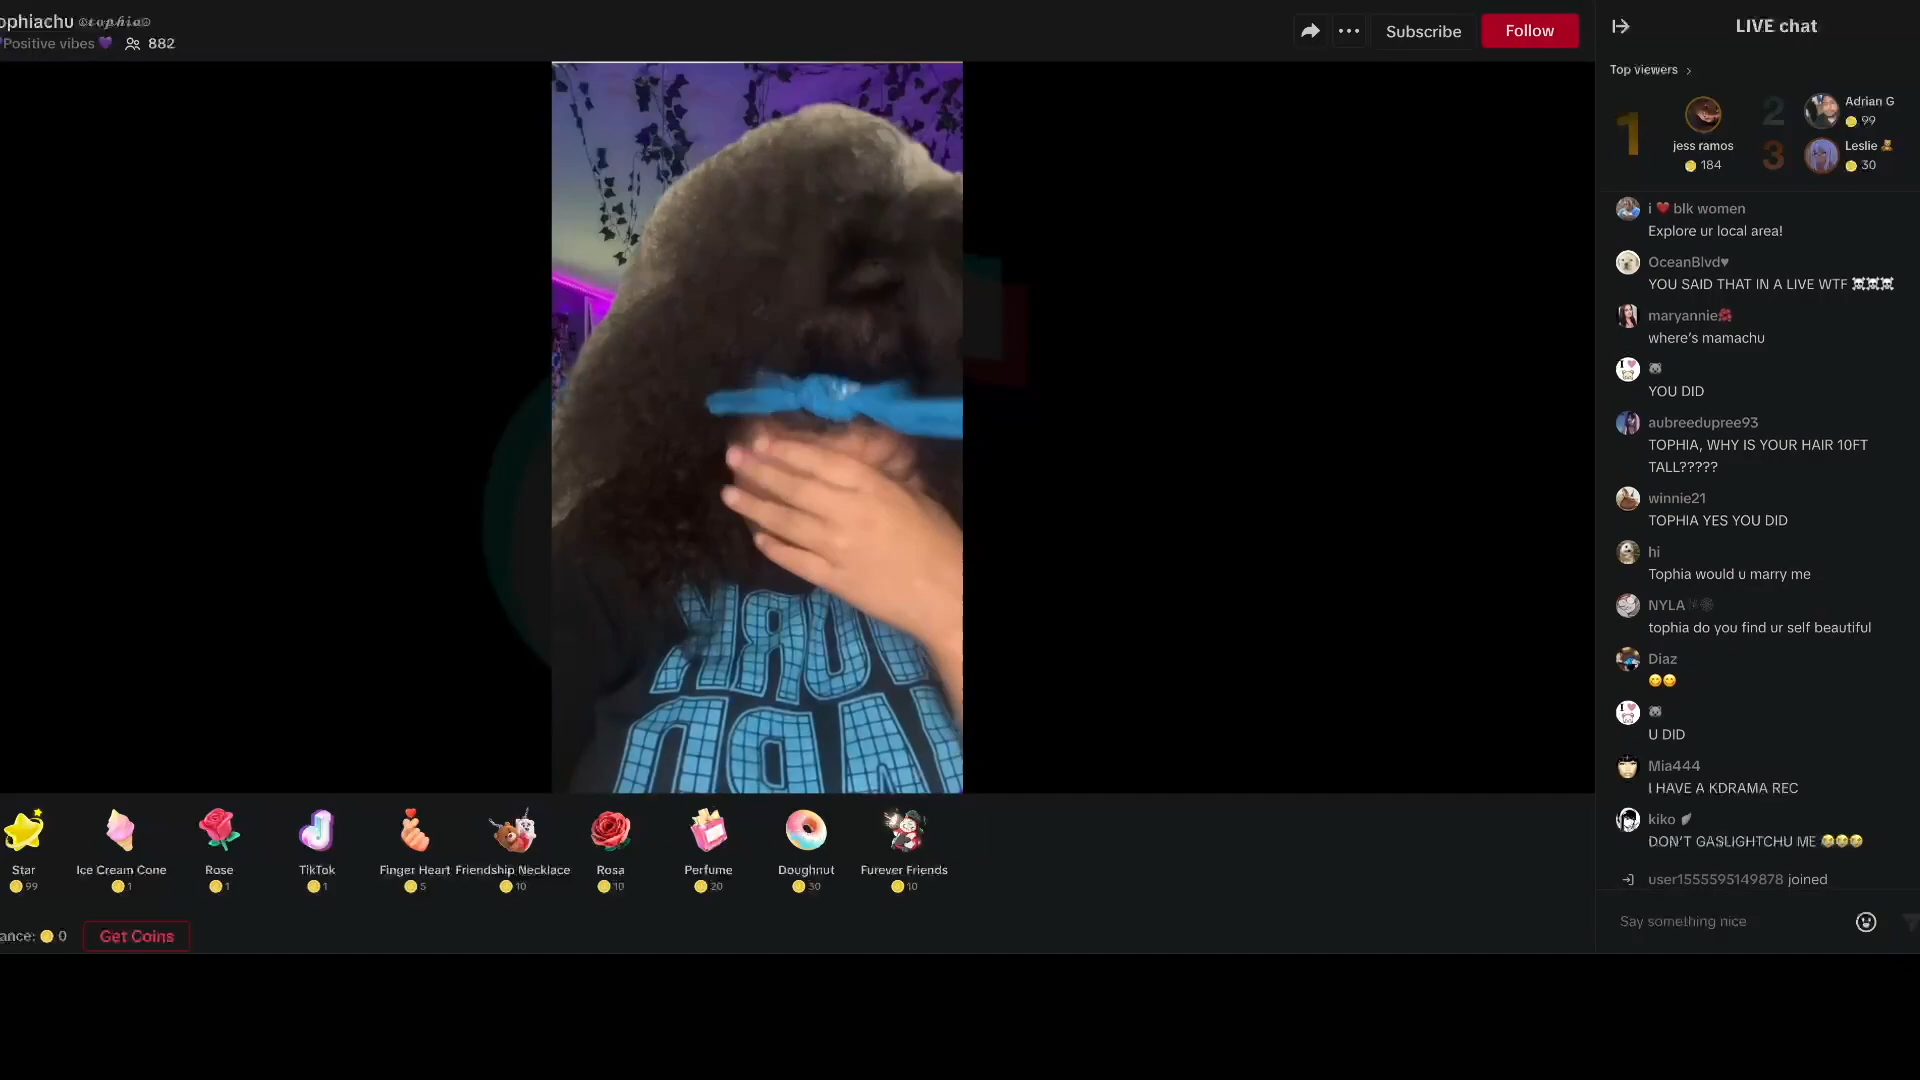 ophiachu @tophia
Positive vibes 💜 882
Subscribe
Follow
LIVE chat
Top viewers >
1
jess ramos
184
2
Adrian G
99
3
Leslie 🧸
30
i ❤️ blk women
Explore ur local area!
OceanBlvd♥
YOU SAID THAT IN A LIVE WTF ☠️☠️☠️
maryannie🌺
where's mamachu
YOU DID
aubreedupree93
TOPHIA, WHY IS YOUR HAIR 10FT
TALL?????
winnie21
TOPHIA YES YOU DID
hi
Tophia would u marry me
NYLA
tophia do you find ur self beautiful
Diaz
😋😋
U DID
Mia444
I HAVE A KDRAMA REC
kiko
DON'T GASLIGHTCHU ME 😭😭😭
user1555595149878 joined
Say something nice
Star
99
Ice Cream Cone
1
Rose
1
TikTok
1
Finger Heart
5
Friendship Necklace
10
Rosa
10
Perfume
20
Doughnut
30
Furever Friends
10
ance: 0
Get Coins